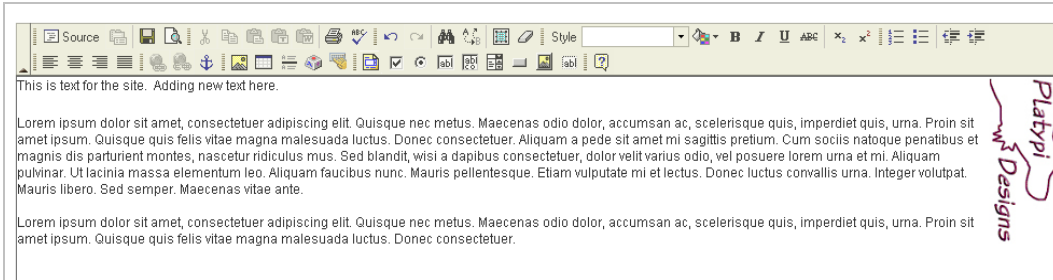 Source ABC Style B I U ABC x₂ x²
This is text for the site. Adding new text here.
Lorem ipsum dolor sit amet, consectetuer adipiscing elit. Quisque nec metus. Maecenas odio dolor, accumsan ac, scelerisque quis, imperdiet quis, urna. Proin sit
amet ipsum. Quisque quis felis vitae magna malesuada luctus. Donec consectetuer. Aliquam a pede sit amet mi sagittis pretium. Cum sociis natoque penatibus et
magnis dis parturient montes, nascetur ridiculus mus. Sed blandit, wisi a dapibus consectetuer, dolor velit varius odio, vel posuere lorem urna et mi. Aliquam
pulvinar. Ut lacinia massa elementum leo. Aliquam faucibus nunc. Mauris pellentesque. Etiam vulputate mi et lectus. Donec luctus convallis urna. Integer volutpat.
Mauris libero. Sed semper. Maecenas vitae ante.
Lorem ipsum dolor sit amet, consectetuer adipiscing elit. Quisque nec metus. Maecenas odio dolor, accumsan ac, scelerisque quis, imperdiet quis, urna. Proin sit
amet ipsum. Quisque quis felis vitae magna malesuada luctus. Donec consectetuer.
Platypi
Designs